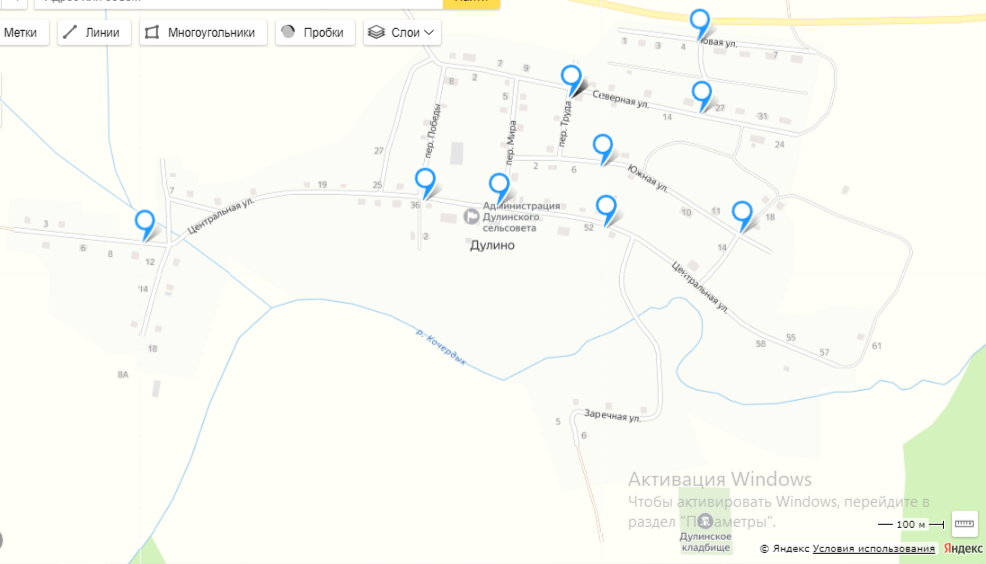 Найти
Метки
Линии
Многоугольники
Пробки
Слои
1
3
4
овая ул.
7
7
9
8
2
5
Северная ул.
14
27
31
24
пер. Победы
пер. Мира
пер. Труда
27
2
6
Южная ул.
10
11
18
14
7
19
25
36
Центральная ул.
Администрация
Дулинского
сельсовета
Дулино
52
2
3
6
8
12
14
18
8А
Центральная ул.
58
55
57
61
р. Кочердык
Заречная ул.
5
6
Активация Windows
Чтобы активировать Windows, перейдите в
раздел "Параметры".
Дулинское
кладбище
100 м
© Яндекс Условия использования Яндекс